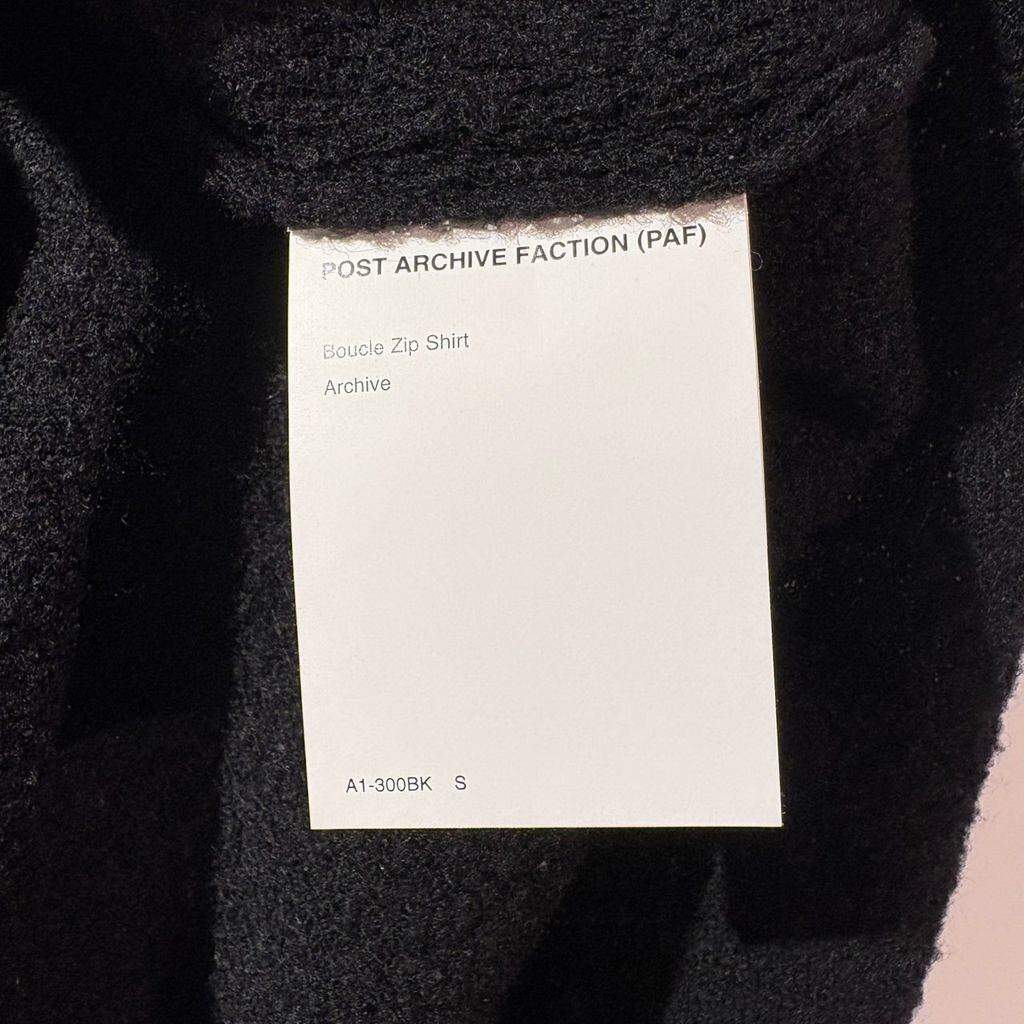 POST ARCHIVE FACTION (PAF)
Boucle Zip Shirt
Archive
A1-300BK S